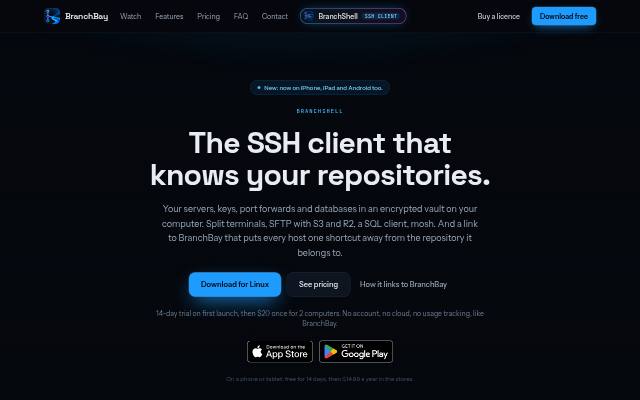 BranchBay
Watch
Features
Pricing
FAQ
Contact
BranchShell SSH CLIENT
Buy a licence
Download free
New: now on iPhone, iPad and Android too.
BRANCHSHELL
The SSH client that
knows your repositories.
Your servers, keys, port forwards and databases in an encrypted vault on your
computer. Split terminals, SFTP with S3 and R2, a SQL client, mosh. And a link
to BranchBay that puts every host one shortcut away from the repository it
belongs to.
Download for Linux
See pricing
How it links to BranchBay
14-day trial on first launch, then $20 once for 2 computers. No account, no cloud, no usage tracking, like
BranchBay.
Download on the
App Store
GET IT ON
Google Play
On a phone or tablet: free for 14 days, then $14.99 a year in the stores.